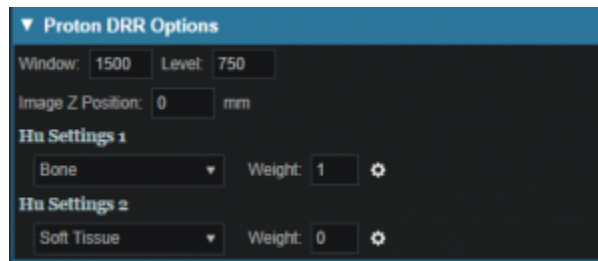 ▼ Proton DRR Options
Window: 1500 Level: 750
Image Z Position: 0 mm
Hu Settings 1
Bone Weight: 1
Hu Settings 2
Soft Tissue Weight: 0